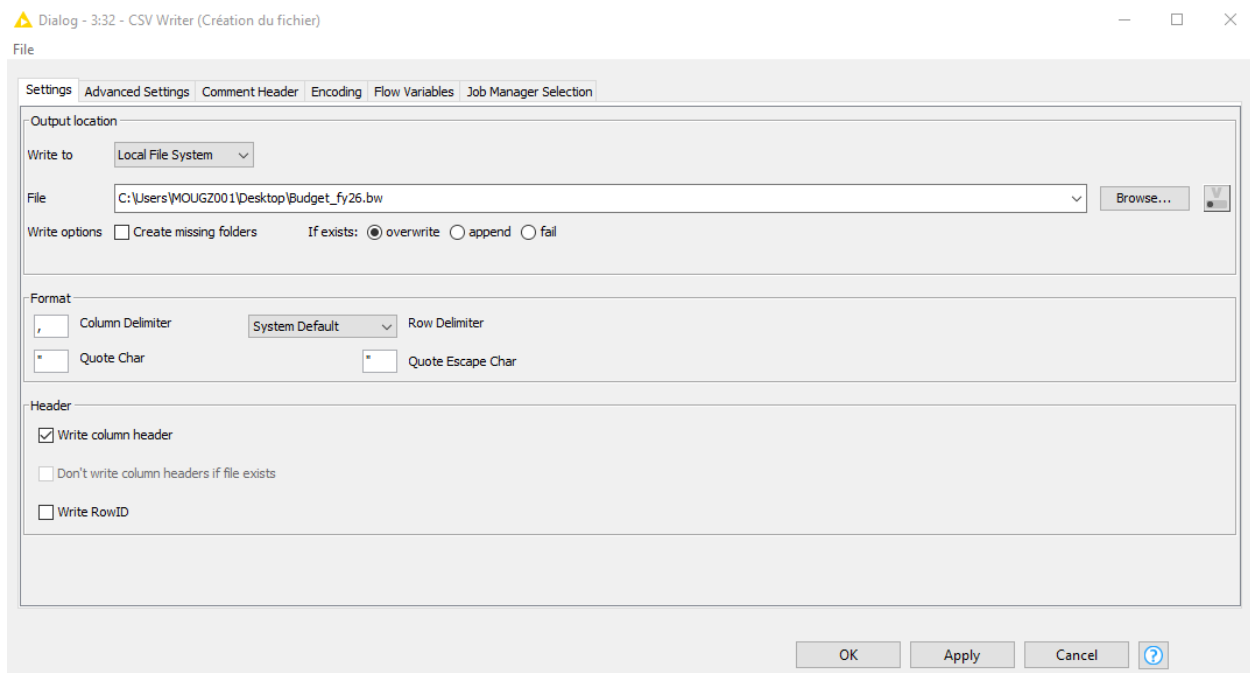 Dialog - 3:32 - CSV Writer (Création du fichier)
File
Settings Advanced Settings Comment Header Encoding Flow Variables Job Manager Selection
Output location
Write to Local File System
File C:\Users\MOUGZ001\Desktop\Budget_fy26.bw Browse... V
Write options Create missing folders If exists: overwrite append fail
Format
, Column Delimiter System Default Row Delimiter
" Quote Char " Quote Escape Char
Header
Write column header
Don't write column headers if file exists
Write RowID
OK Apply Cancel ?